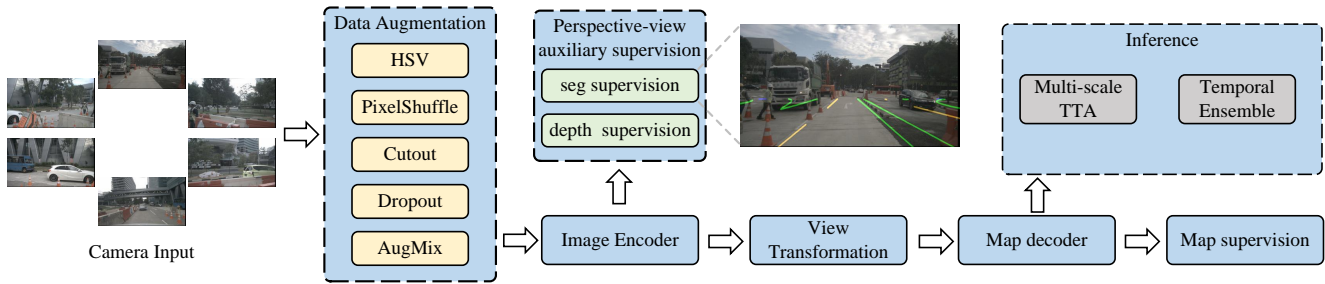 Camera Input
Data Augmentation
HSV
PixelShuffle
Cutout
Dropout
AugMix
Perspective-view
auxiliary supervision
seg supervision
depth supervision
Image Encoder
View
Transformation
Map decoder
Map supervision
Inference
Multi-scale
TTA
Temporal
Ensemble